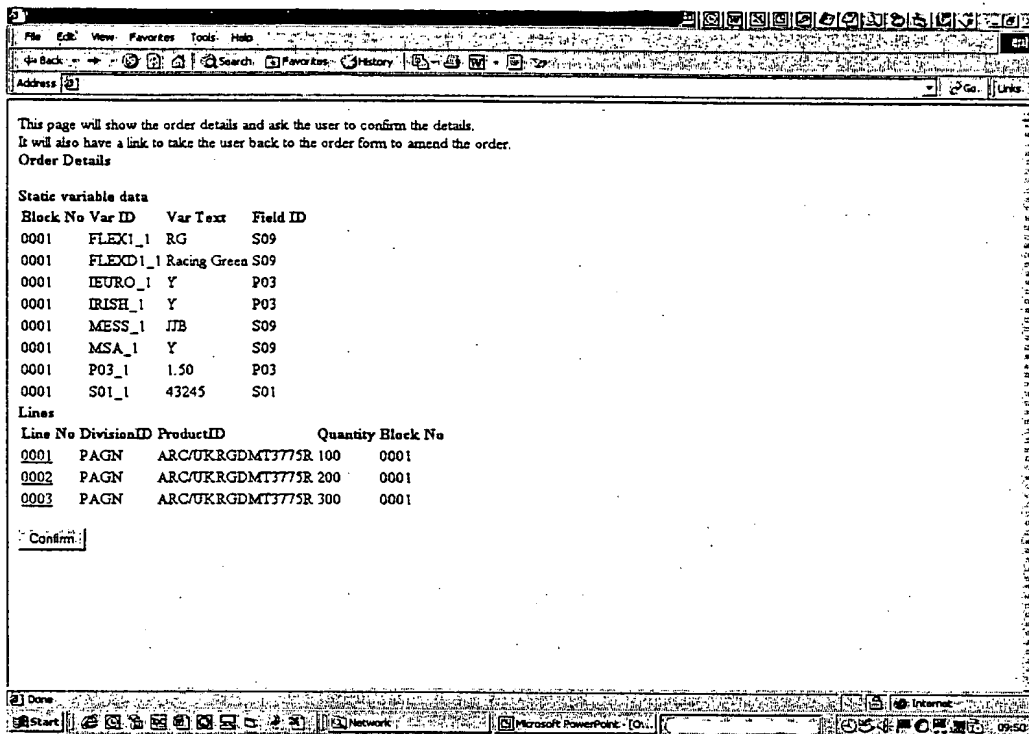 File Edit View Favorites Tools Help
Back Search Favorites History
Address Go Links
This page will show the order details and ask the user to confirm the details.
It will also have a link to take the user back to the order form to amend the order.
Order Details
Static variable data
Block No Var ID Var Text Field ID
0001 FLEX1_1 RG S09
0001 FLEXD1_1 Racing Green S09
0001 IEURO_1 Y P03
0001 IRISH_1 Y P03
0001 MESS_1 JJB S09
0001 MSA_1 Y S09
0001 P03_1 1.50 P03
0001 S01_1 43245 S01
Lines
Line No DivisionID ProductID Quantity Block No
0001 PAGN ARC/UKRGDMT3775R 100 0001
0002 PAGN ARC/UKRGDMT3775R 200 0001
0003 PAGN ARC/UKRGDMT3775R 300 0001
Confirm
Done Internet
Start Network Microsoft PowerPoint - [O... 09:50